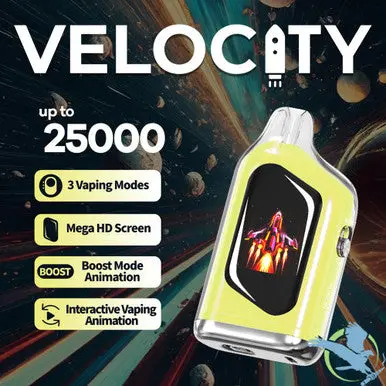 VELOCITY
up to
25000
3 Vaping Modes
Mega HD Screen
BOOST
Boost Mode
Animation
Interactive Vaping
Animation